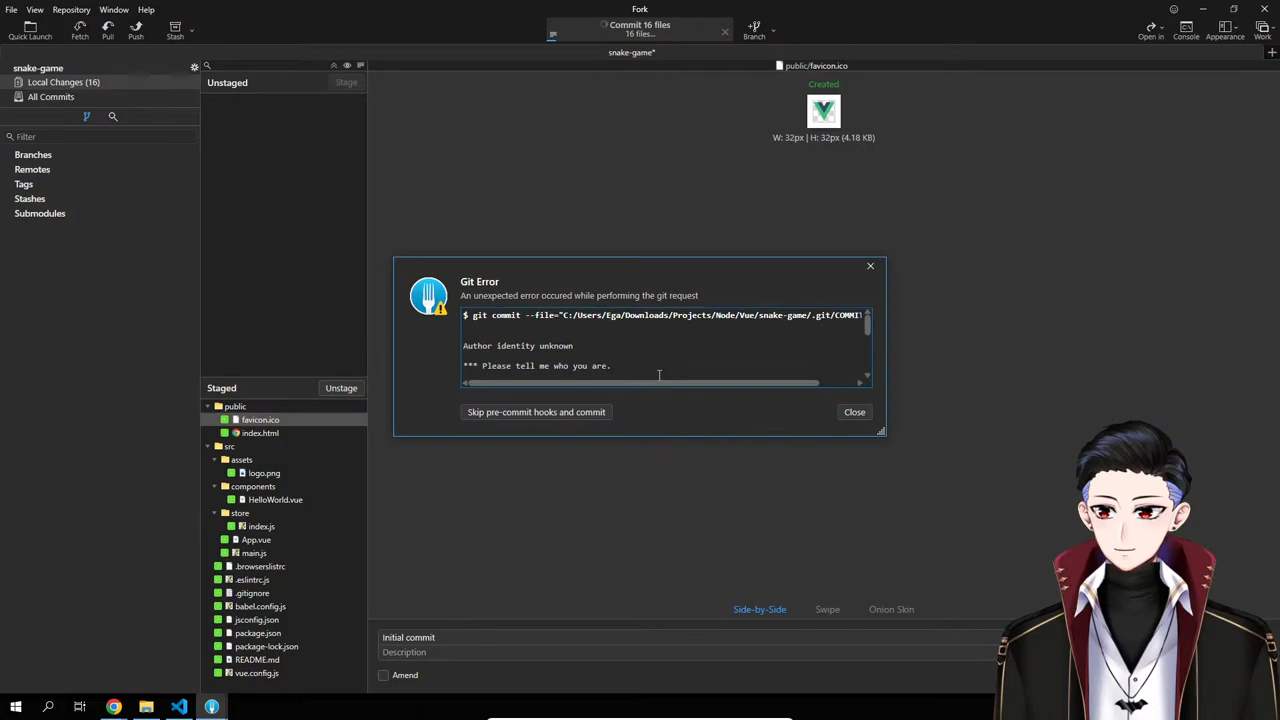 File View Repository Window Help
Fork
Quick Launch
Fetch
Pull
Push
Stash
Commit 16 files
16 files...
Branch
Open in
Console
Appearance
Work
snake-game*
snake-game
Local Changes (16)
All Commits
Filter
Branches
Remotes
Tags
Stashes
Submodules
Unstaged
Stage
public/favicon.ico
Created
W: 32px | H: 32px (4.18 KB)
Git Error
An unexpected error occured while performing the git request
$ git commit --file="C:/Users/Ega/Downloads/Projects/Node/Vue/snake-game/.git/COMMIT
Author identity unknown
*** Please tell me who you are.
Skip pre-commit hooks and commit
Close
Staged
Unstage
public
favicon.ico
index.html
src
assets
logo.png
components
HelloWorld.vue
store
index.js
App.vue
main.js
.browserslistrc
.eslintrc.js
.gitignore
babel.config.js
jsconfig.json
package.json
package-lock.json
README.md
vue.config.js
Side-by-Side
Swipe
Onion Skin
Initial commit
Description
Amend